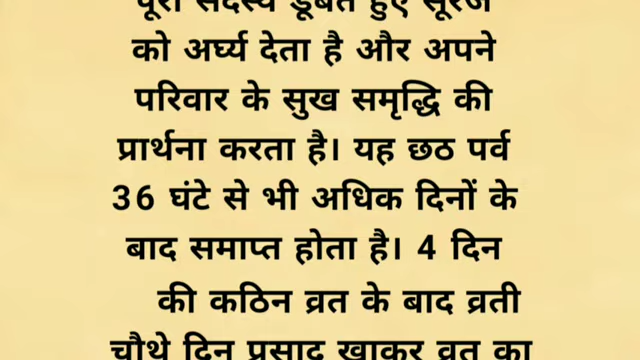 पूरा सदस्य डूबते हुए सूरज
को अर्घ्य देता है और अपने
परिवार के सुख समृद्धि की
प्रार्थना करता है। यह छठ पर्व
36 घंटे से भी अधिक दिनों के
बाद समाप्त होता है। 4 दिन
की कठिन व्रत के बाद व्रती
चौथे दिन प्रसाद खाकर व्रत का